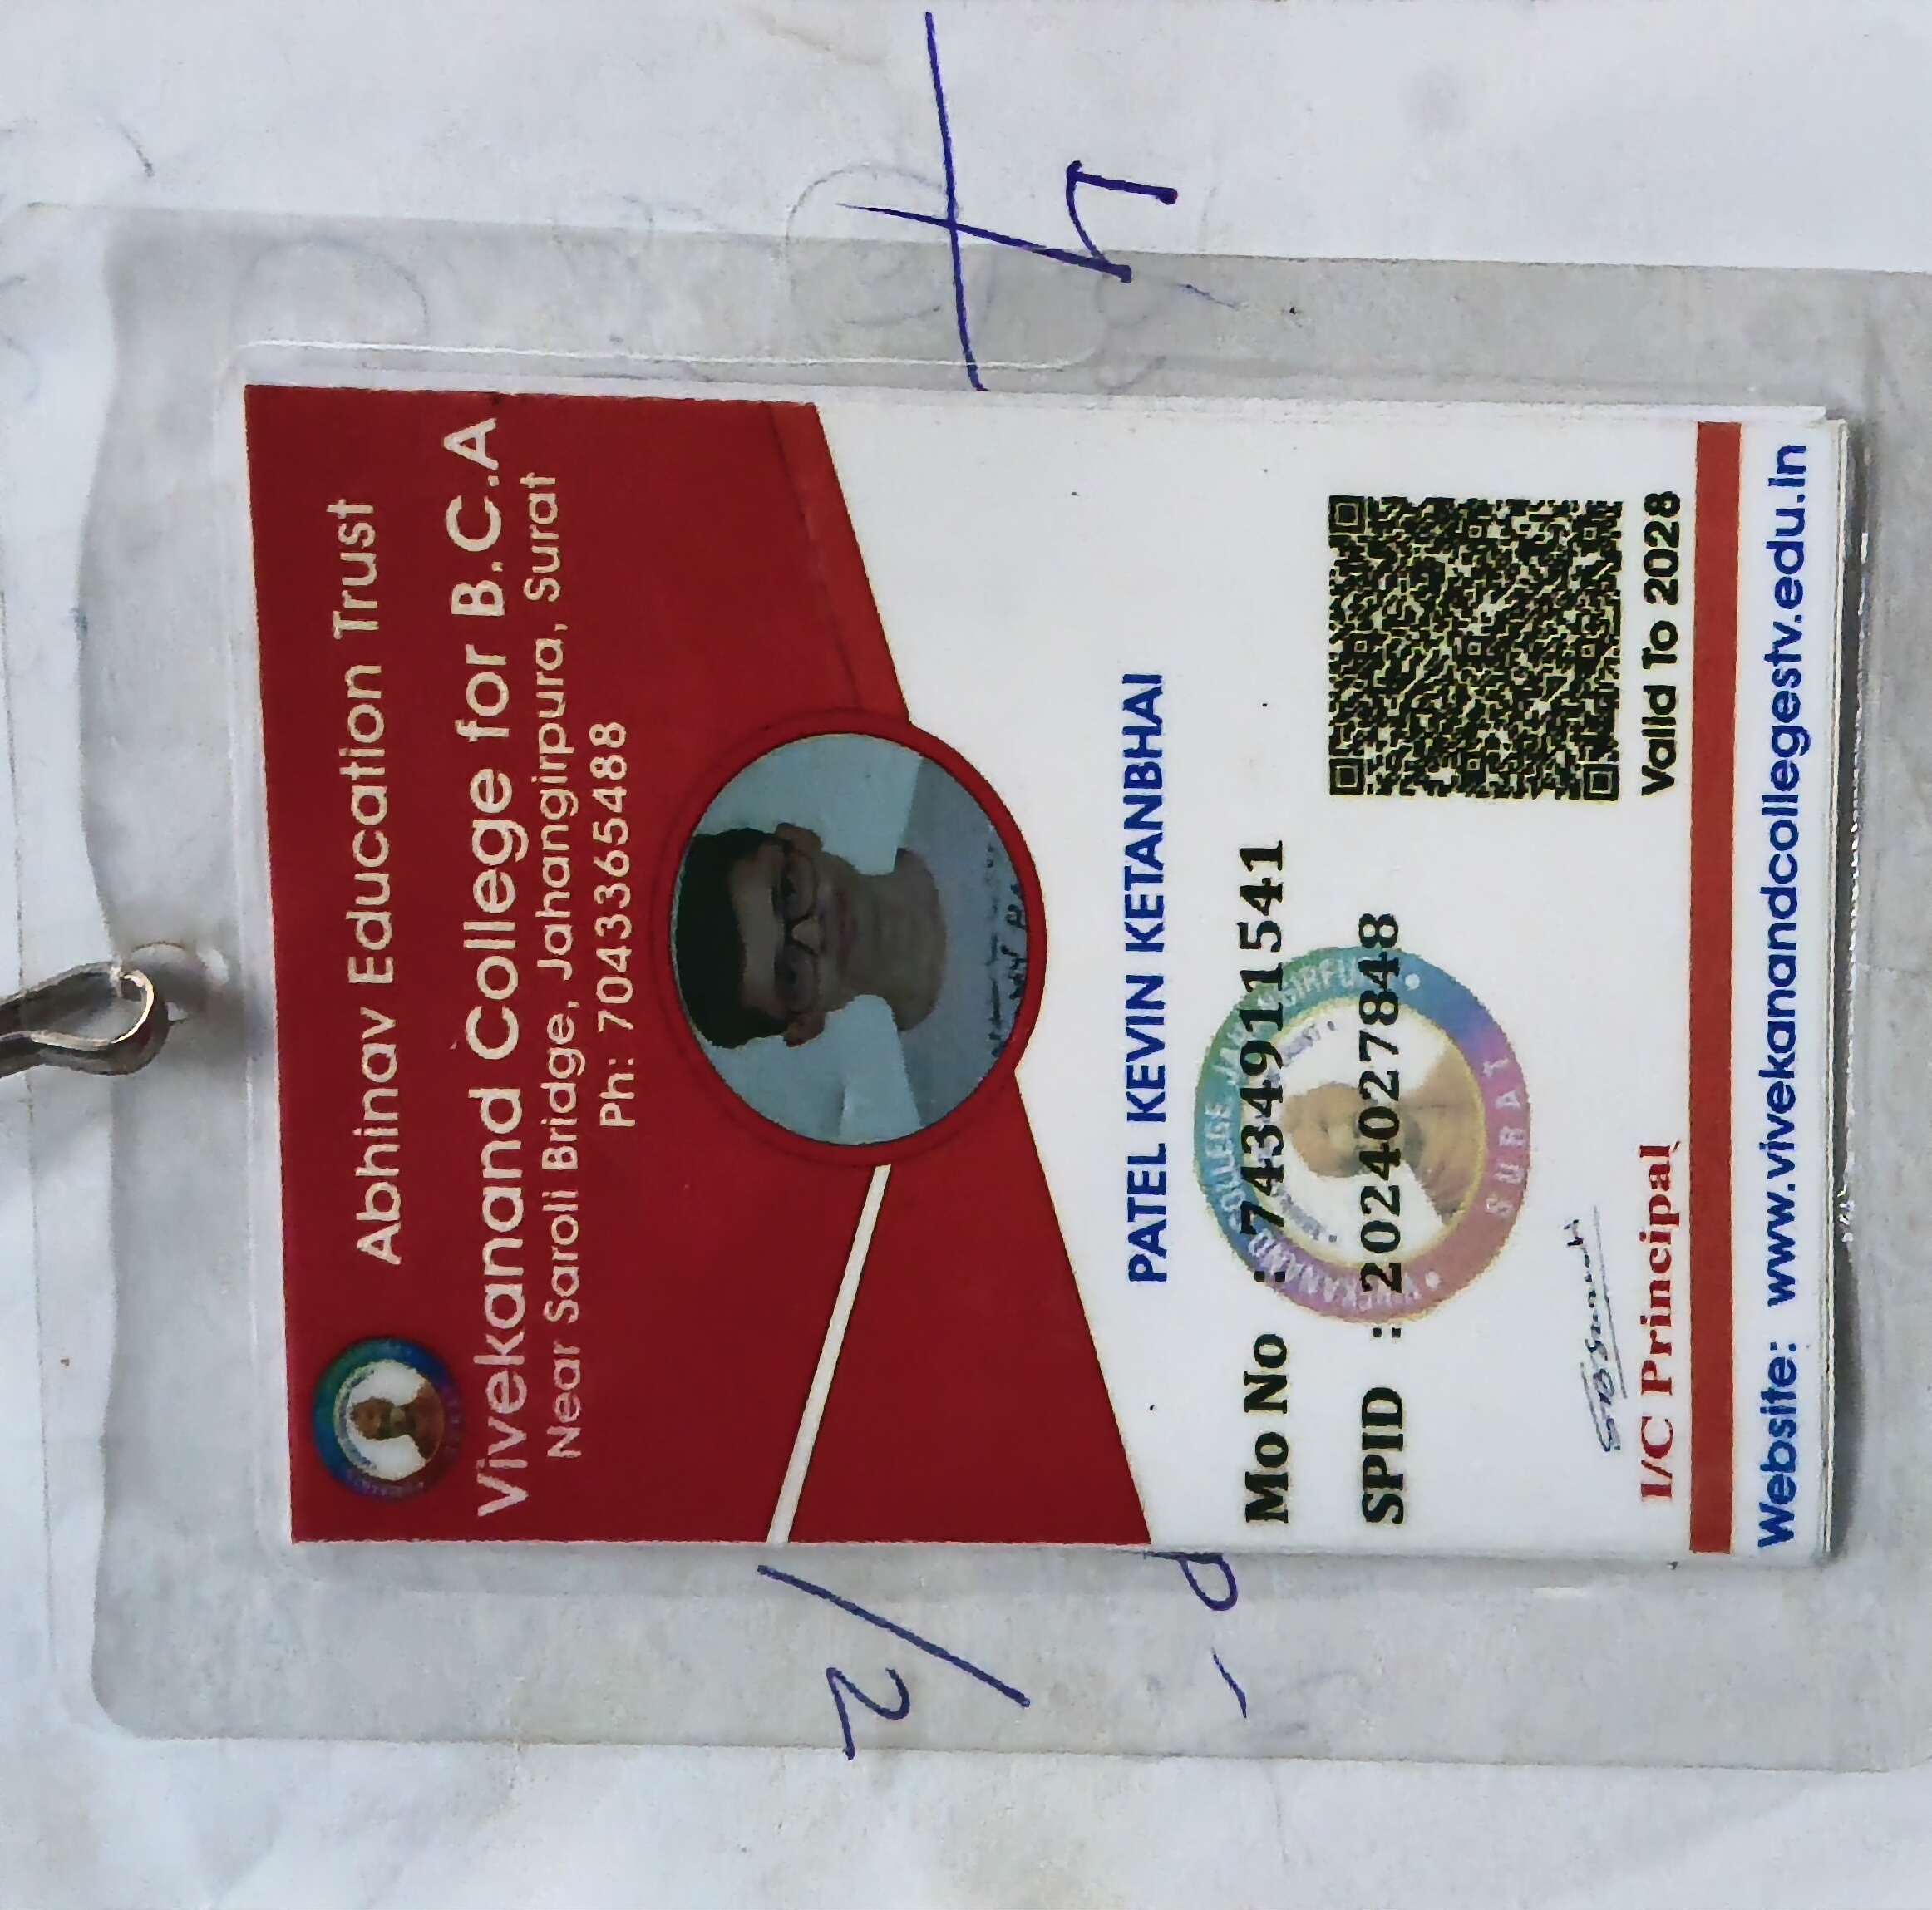 Abhinav Education Trust
Vivekanand College for B.C.A
Near Saroli Bridge, Jahangirpura, Surat
Ph: 7043365488
PATEL KEVIN KETANBHAI
Mo No : 7434911541
SPID : 2024027848
SURAT
I/C Principal
Valid To 2028
Website: www.vivekanandcollegestv.edu.in